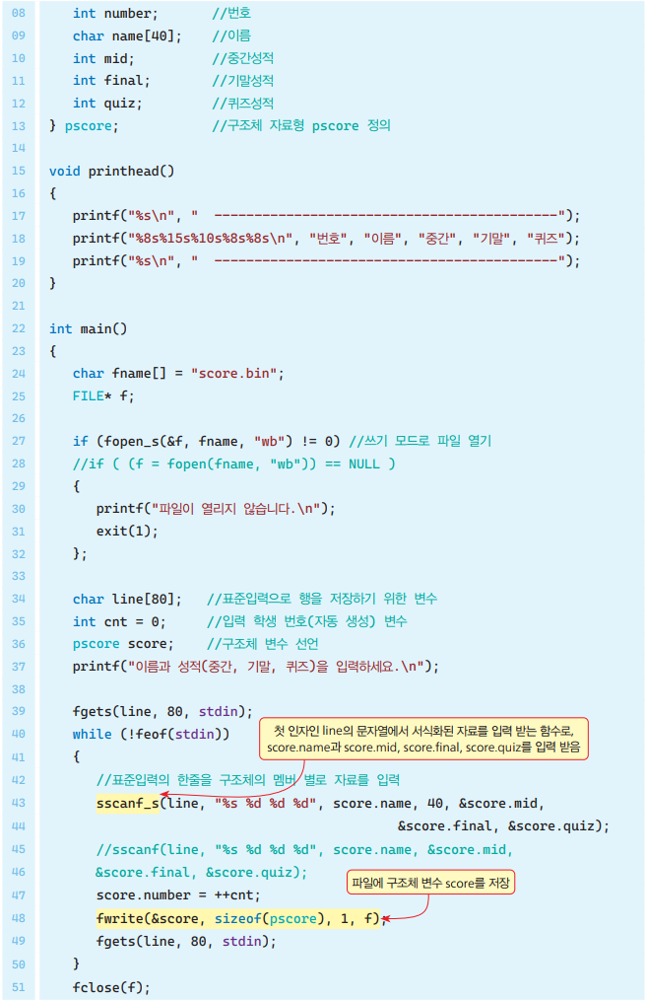 08    int number;       //번호
09    char name[40];    //이름
10    int mid;          //중간성적
11    int final;        //기말성적
12    int quiz;         //퀴즈성적
13 } pscore;            //구조체 자료형 pscore 정의
14
15 void printhead()
16 {
17    printf("%s\n", "  -------------------------------------------");
18    printf("%8s%15s%10s%8s%8s\n", "번호", "이름", "중간", "기말", "퀴즈");
19    printf("%s\n", "  -------------------------------------------");
20 }
21
22 int main()
23 {
24    char fname[] = "score.bin";
25    FILE* f;
26
27    if (fopen_s(&f, fname, "wb") != 0) //쓰기 모드로 파일 열기
28    //if ( (f = fopen(fname, "wb")) == NULL )
29    {
30       printf("파일이 열리지 않습니다.\n");
31       exit(1);
32    };
33
34    char line[80];   //표준입력으로 행을 저장하기 위한 변수
35    int cnt = 0;     //입력 학생 번호(자동 생성) 변수
36    pscore score;    //구조체 변수 선언
37    printf("이름과 성적(중간, 기말, 퀴즈)을 입력하세요.\n");
38
39    fgets(line, 80, stdin);
40    while (!feof(stdin))
첫 인자인 line의 문자열에서 서식화된 자료를 입력 받는 함수로,
score.name과 score.mid, score.final, score.quiz를 입력 받음
41    {
42       //표준입력의 한줄을 구조체의 멤버 별로 자료를 입력
43       sscanf_s(line, "%s %d %d %d", score.name, 40, &score.mid,
44                                              &score.final, &score.quiz);
45       //sscanf(line, "%s %d %d %d", score.name, &score.mid,
46       &score.final, &score.quiz);
파일에 구조체 변수 score를 저장
47       score.number = ++cnt;
48       fwrite(&score, sizeof(pscore), 1, f);
49       fgets(line, 80, stdin);
50    }
51    fclose(f);